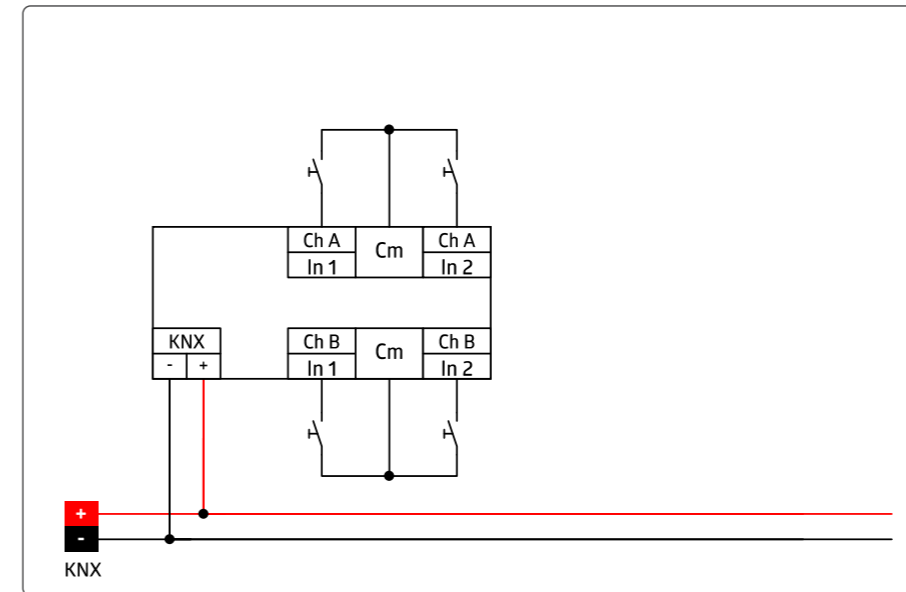 Ch A
Cm
Ch A
In 1
In 2
KNX
- +
Ch B
Cm
Ch B
In 1
In 2
+
-
KNX